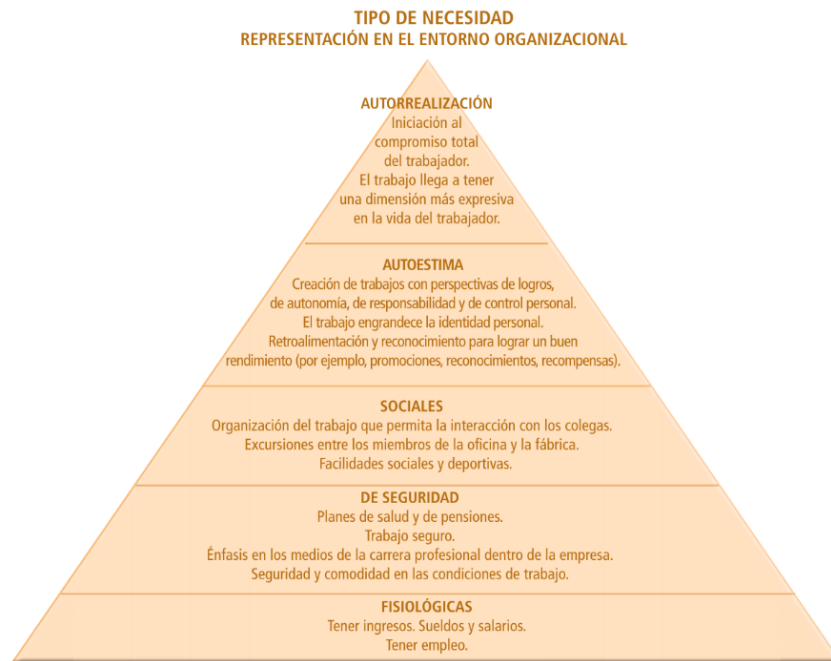 TIPO DE NECESIDAD
REPRESENTACIÓN EN EL ENTORNO ORGANIZACIONAL
AUTORREALIZACIÓN
Iniciación al
compromiso total
del trabajador.
El trabajo llega a tener
una dimensión más expresiva
en la vida del trabajador.
AUTOESTIMA
Creación de trabajos con perspectivas de logros,
de autonomía, de responsabilidad y de control personal.
El trabajo engrandece la identidad personal.
Retroalimentación y reconocimiento para lograr un buen
rendimiento (por ejemplo, promociones, reconocimientos, recompensas).
SOCIALES
Organización del trabajo que permita la interacción con los colegas.
Excursiones entre los miembros de la oficina y la fábrica.
Facilidades sociales y deportivas.
DE SEGURIDAD
Planes de salud y de pensiones.
Trabajo seguro.
Énfasis en los medios de la carrera profesional dentro de la empresa.
Seguridad y comodidad en las condiciones de trabajo.
FISIOLÓGICAS
Tener ingresos. Sueldos y salarios.
Tener empleo.